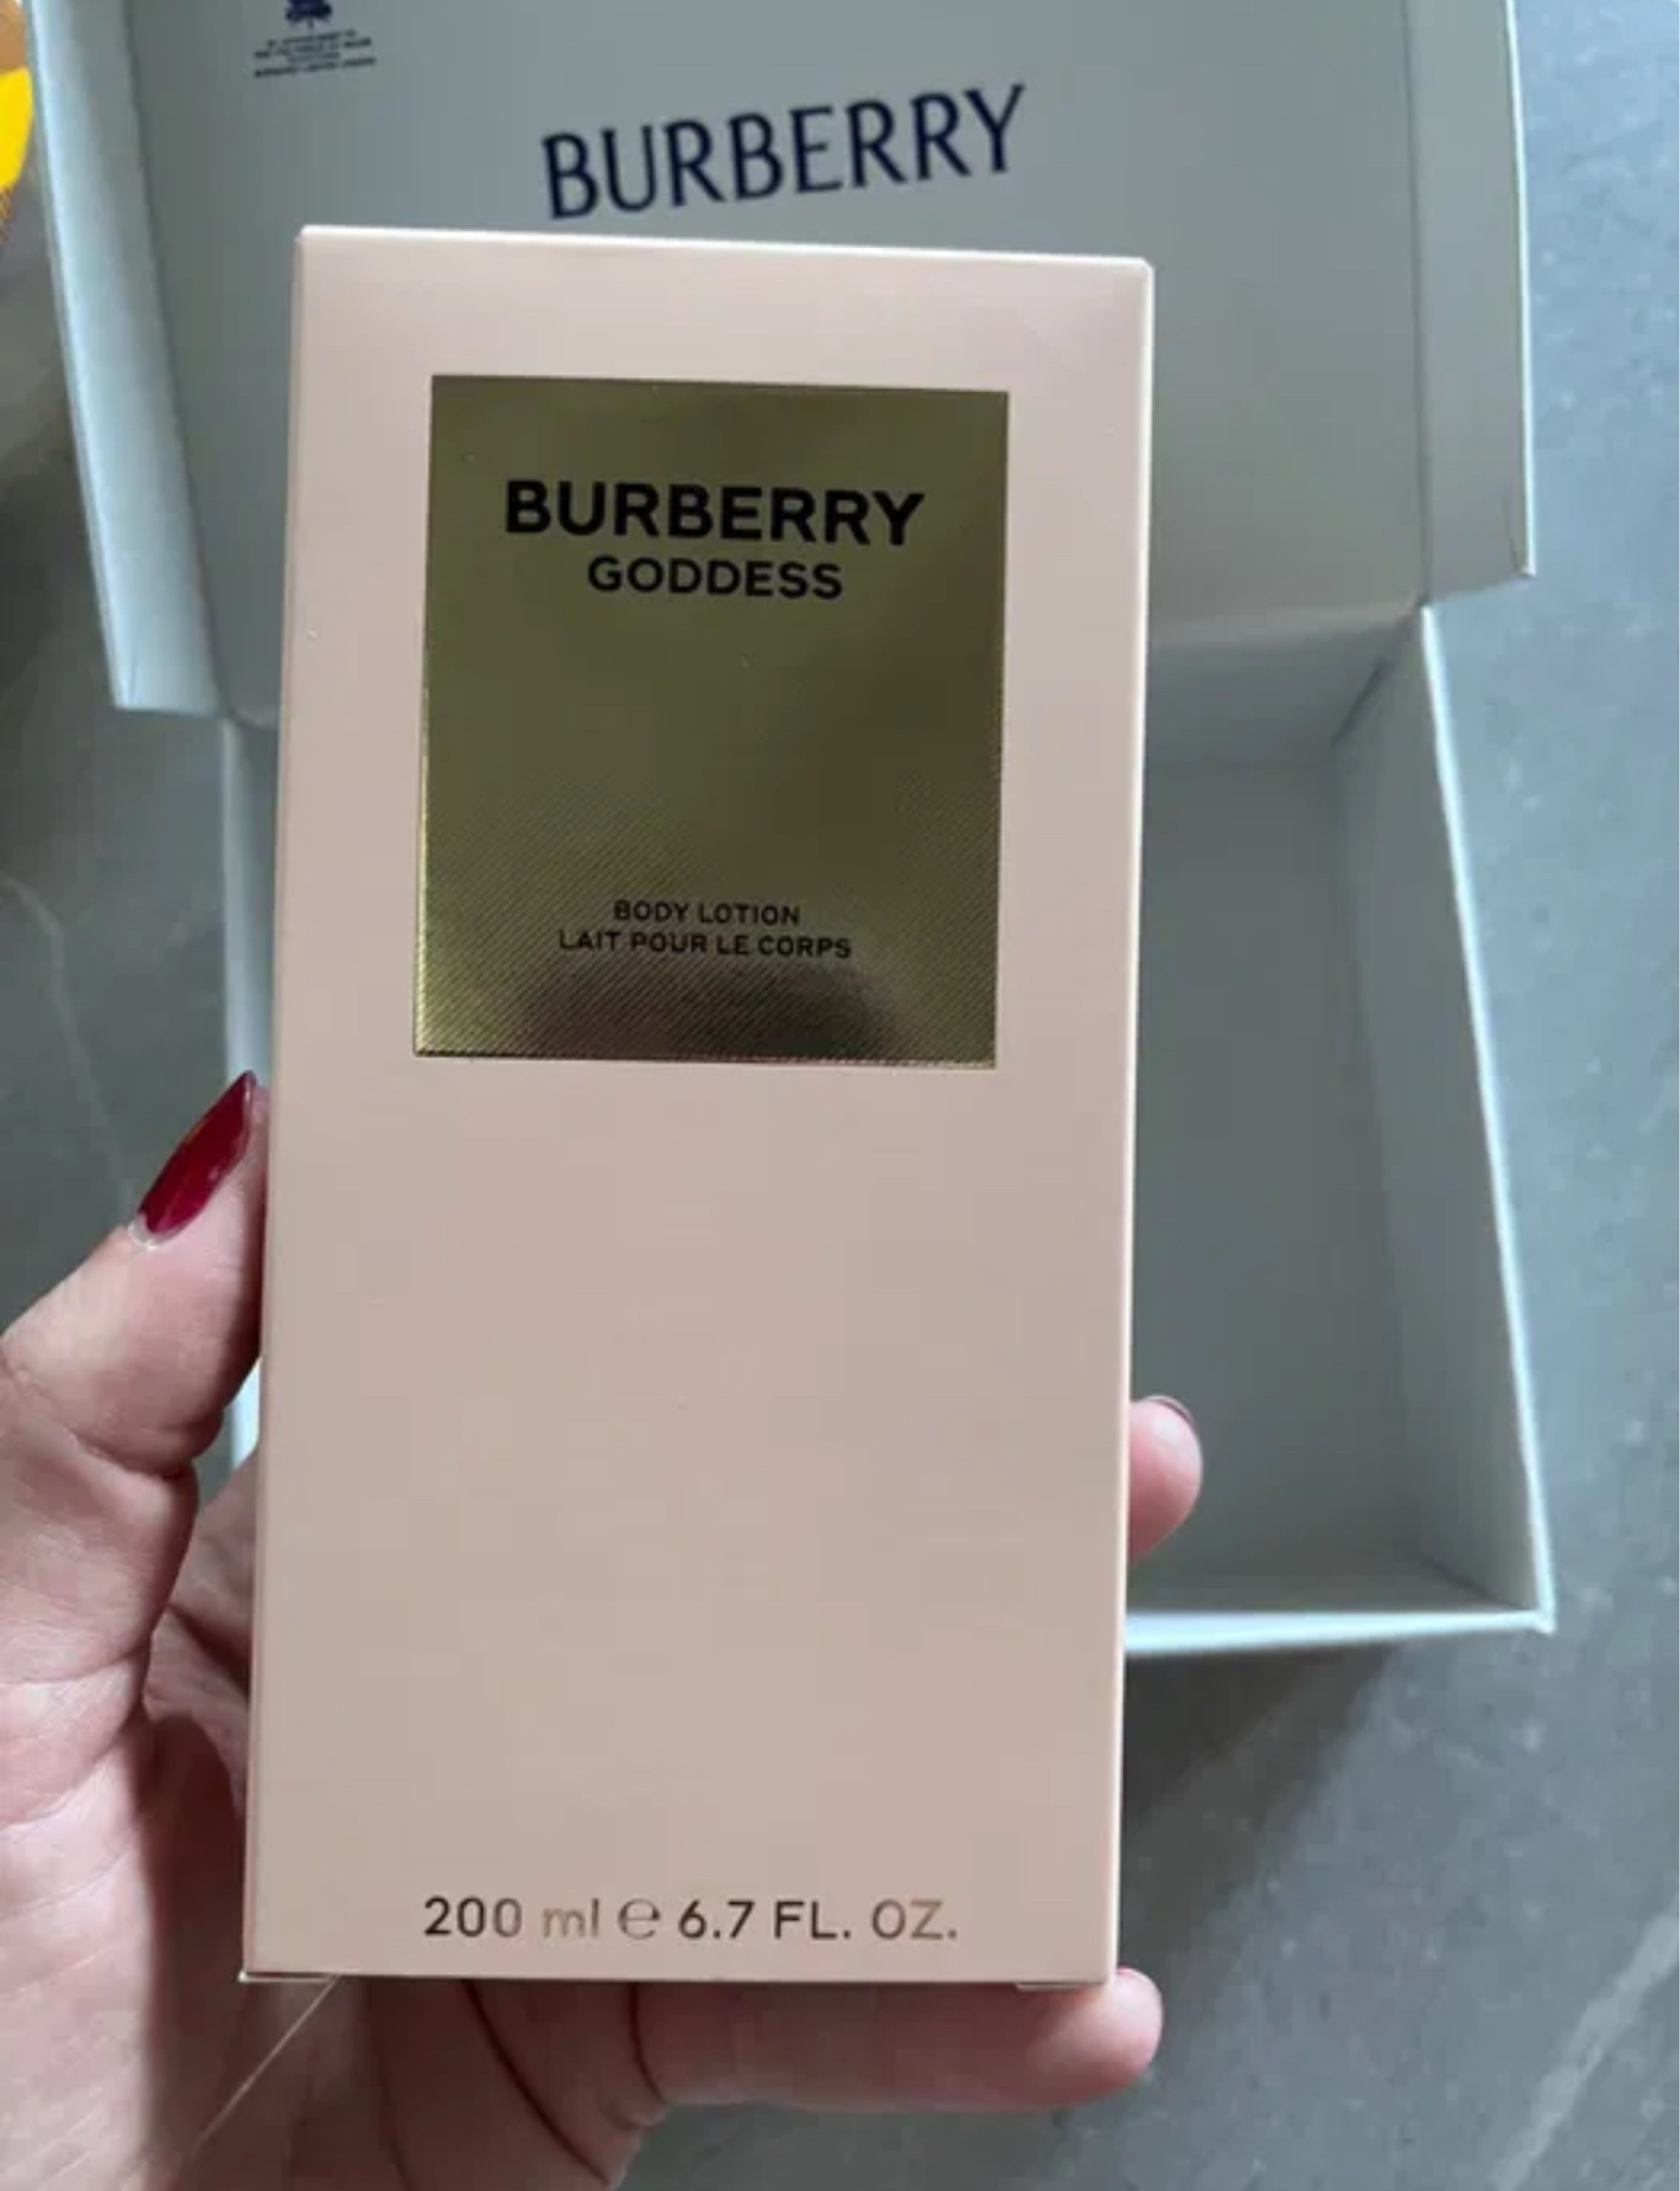 BURBERRY
BURBERRY
GODDESS
BODY LOTION
LAIT POUR LE CORPS
200 ml ℮ 6.7 FL. OZ.